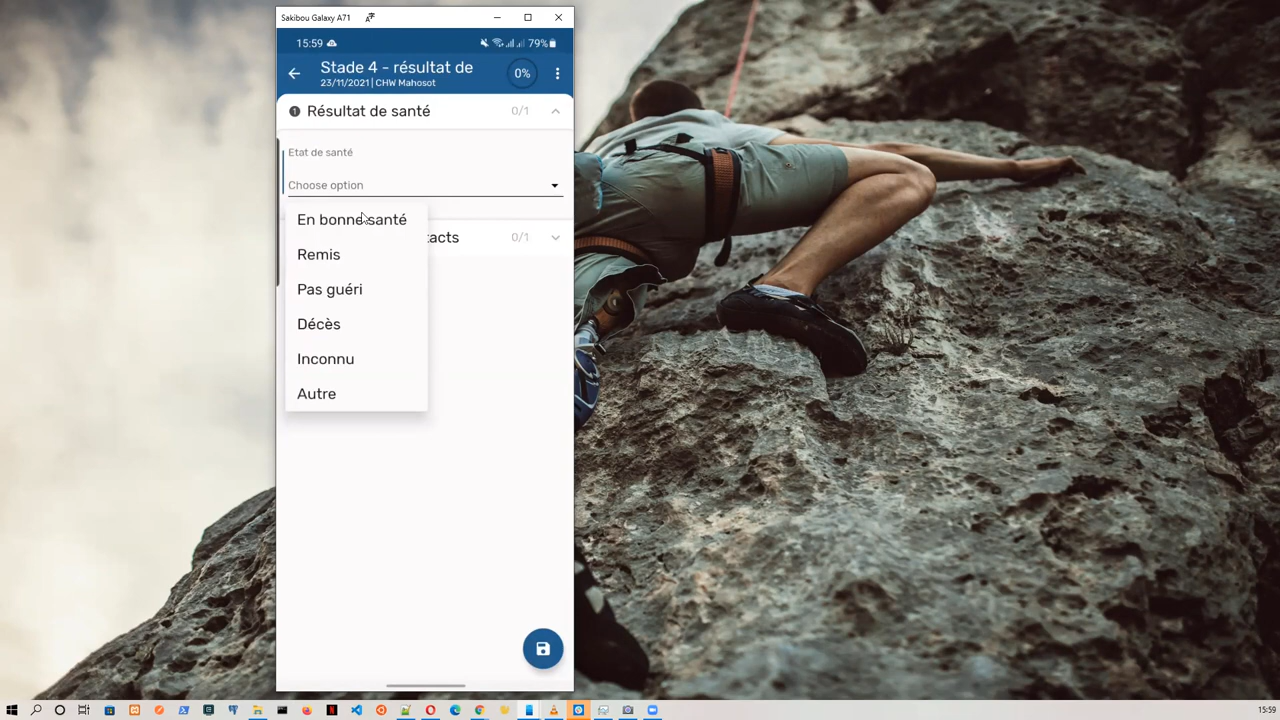 Sakibou Galaxy A71
15:59
79%
Stade 4 - résultat de
23/11/2021 | CHW Mahosot
0%
Résultat de santé 0/1
Etat de santé
Choose option
En bonne santé
tacts 0/1
Remis
Pas guéri
Décès
Inconnu
Autre
15:59